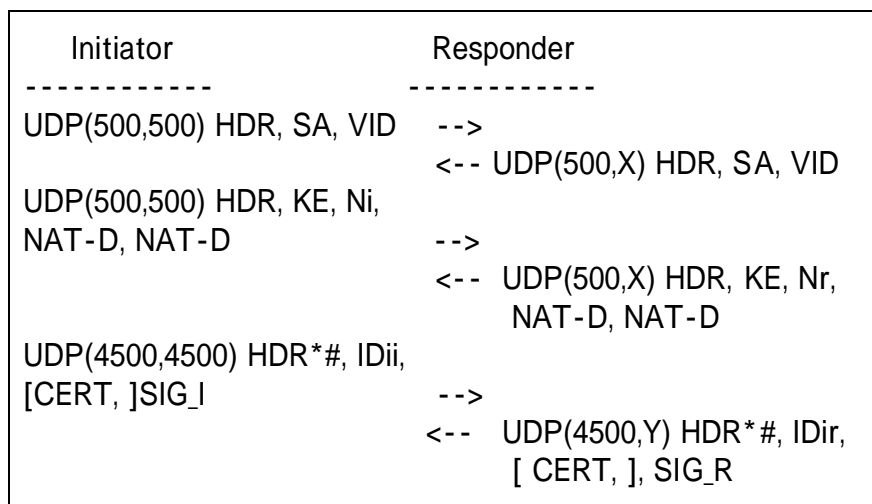 Initiator Responder
------------ ------------
UDP(500,500) HDR, SA, VID -->
<-- UDP(500,X) HDR, SA, VID
UDP(500,500) HDR, KE, Ni,
NAT-D, NAT-D -->
<-- UDP(500,X) HDR, KE, Nr,
NAT-D, NAT-D
UDP(4500,4500) HDR*#, IDii,
[CERT, ]SIG_I -->
<-- UDP(4500,Y) HDR*#, IDir,
[ CERT, ], SIG_R